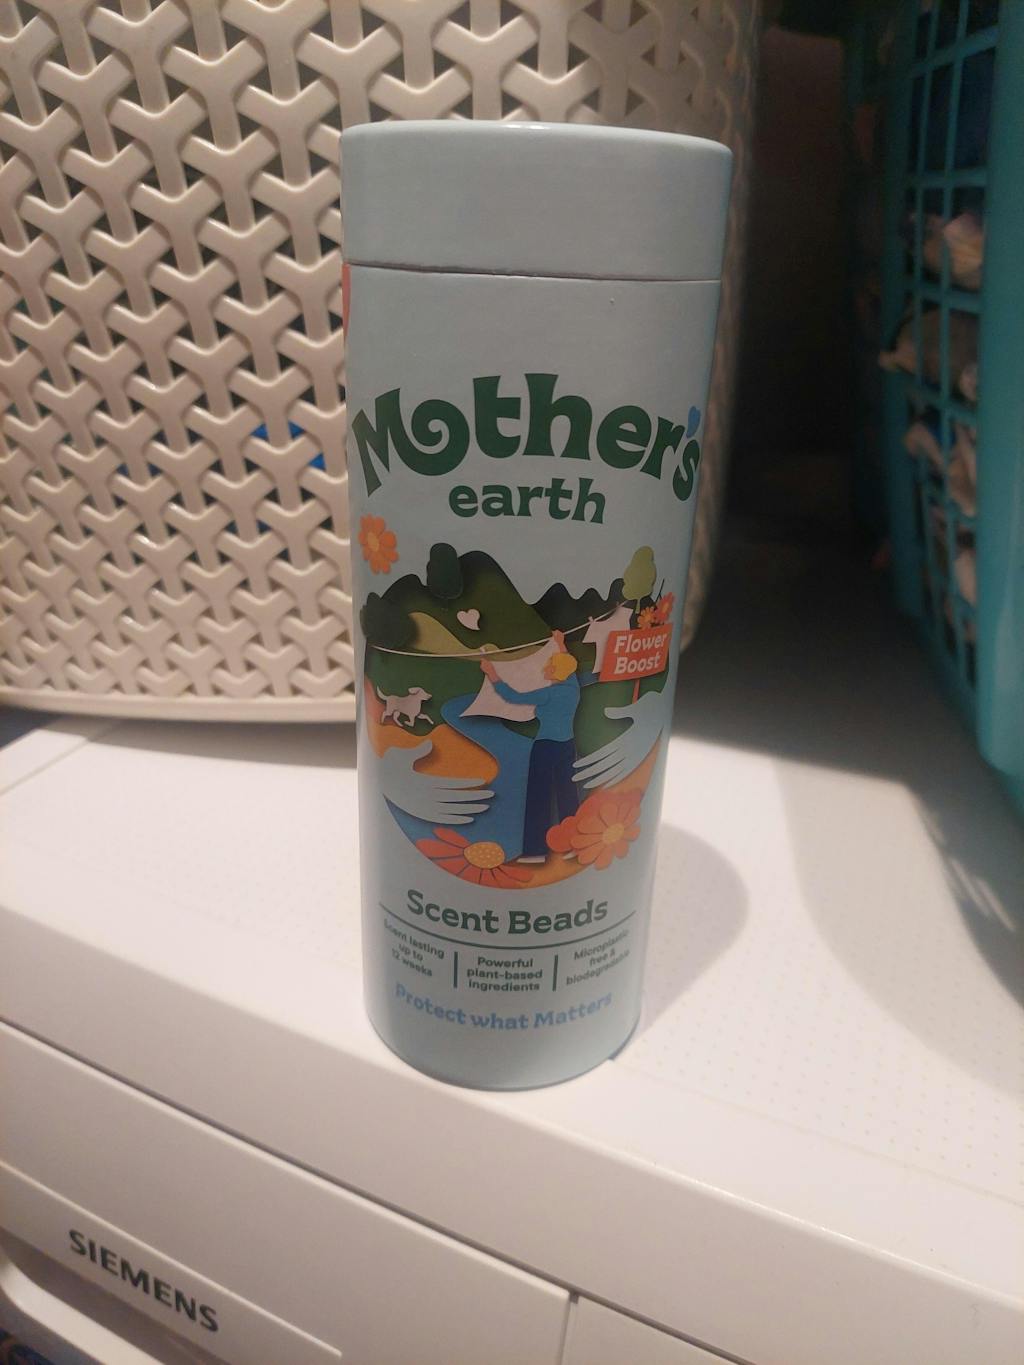 Mother's
earth
Flower
Boost
Scent Beads
Scent lasting
up to
12 weeks
Powerful
plant-based
ingredients
Microplastic
free &
biodegradable
Protect what Matters
SIEMENS